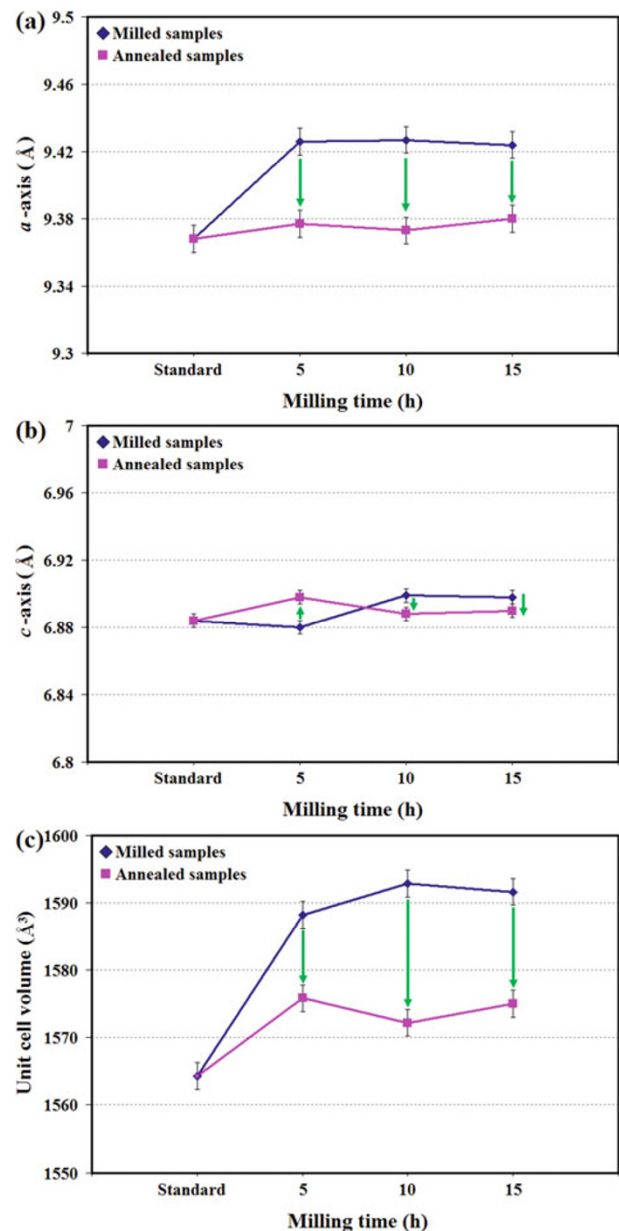 (a)
9.5
Milled samples
Annealed samples
9.46
9.42
9.38
9.34
9.3
a-axis (Å)
Standard 5 10 15
Milling time (h)
(b)
7
Milled samples
Annealed samples
6.96
6.92
6.88
6.84
6.8
c-axis (Å)
Standard 5 10 15
Milling time (h)
(c)
1600
Milled samples
Annealed samples
1590
1580
1570
1560
1550
Unit cell volume (Å³)
Standard 5 10 15
Milling time (h)